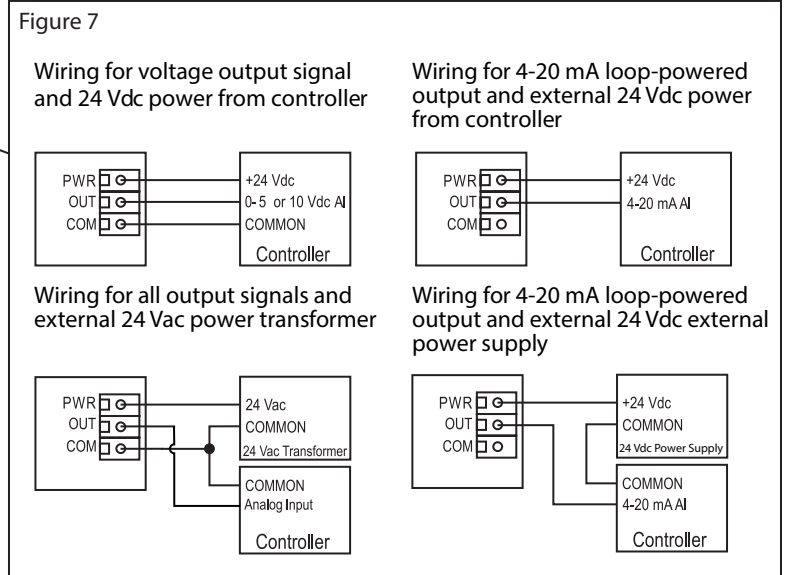 Figure 7
Wiring for voltage output signal
and 24 Vdc power from controller
PWR
OUT
COM
+24 Vdc
0-5 or 10 Vdc AI
COMMON
Controller
Wiring for 4-20 mA loop-powered
output and external 24 Vdc power
from controller
PWR
OUT
COM
+24 Vdc
4-20 mA AI
Controller
Wiring for all output signals and
external 24 Vac power transformer
PWR
OUT
COM
24 Vac
COMMON
24 Vac Transformer
COMMON
Analog Input
Controller
Wiring for 4-20 mA loop-powered
output and external 24 Vdc external
power supply
PWR
OUT
COM
+24 Vdc
COMMON
24 Vdc Power Supply
COMMON
4-20 mA AI
Controller